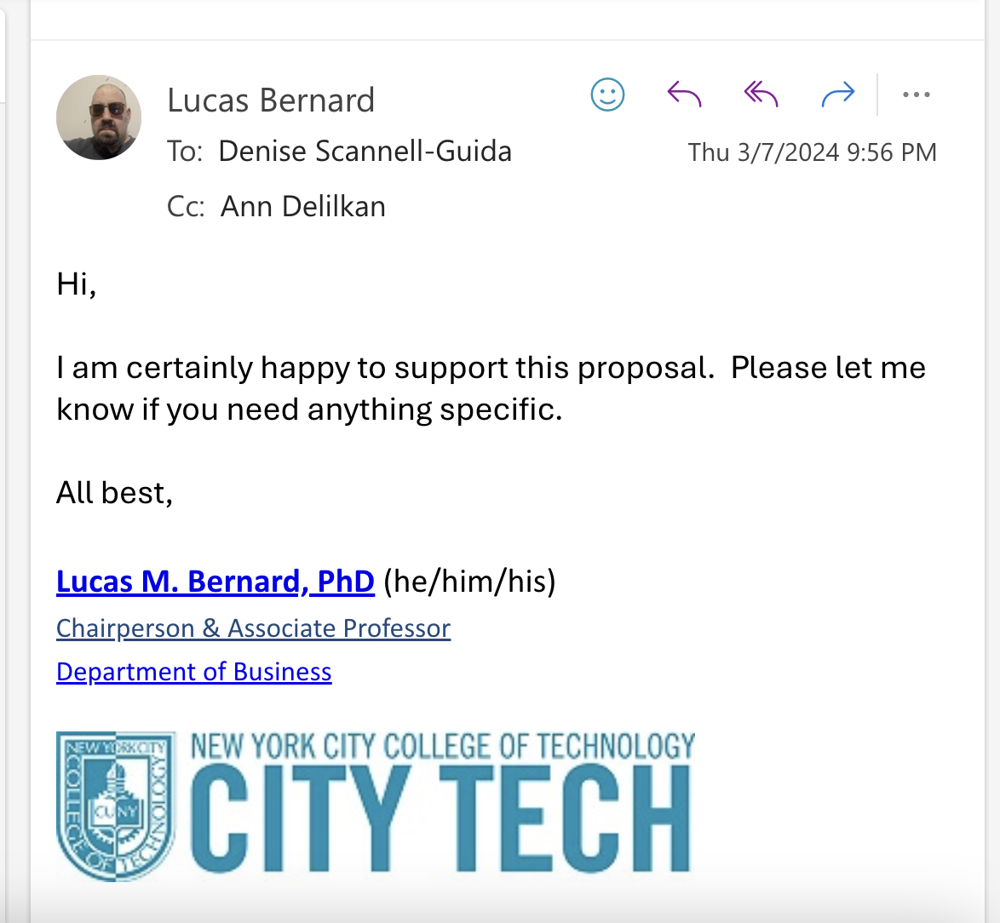 Lucas Bernard
To: Denise Scannell-Guida
Thu 3/7/2024 9:56 PM
Cc: Ann Delilkan
Hi,
I am certainly happy to support this proposal.  Please let me
know if you need anything specific.
All best,
Lucas M. Bernard, PhD (he/him/his)
Chairperson & Associate Professor
Department of Business
NEW YORK CITY
COLLEGE OF TECHNOLOGY
CUNY
NEW YORK CITY COLLEGE OF TECHNOLOGY
CITY TECH